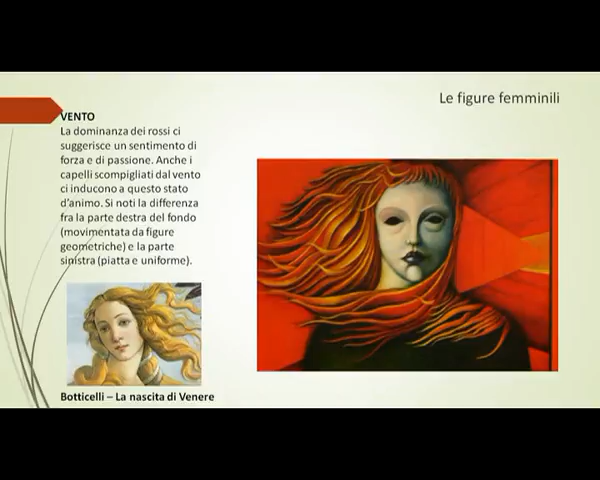 Le figure femminili
VENTO
La dominanza dei rossi ci
suggerisce un sentimento di
forza e di passione. Anche i
capelli scompigliati dal vento
ci inducono a questo stato
d'animo. Si noti la differenza
fra la parte destra del fondo
(movimentata da figure
geometriche) e la parte
sinistra (piatta e uniforme).
Botticelli – La nascita di Venere